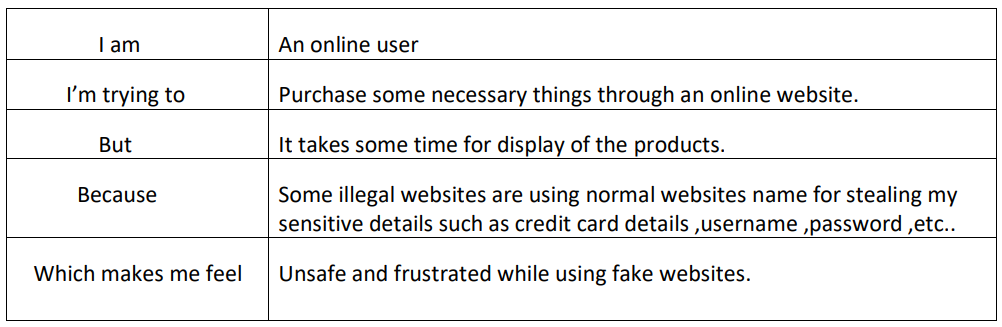 I am An online user
I’m trying to Purchase some necessary things through an online website.
But It takes some time for display of the products.
Because Some illegal websites are using normal websites name for stealing my
sensitive details such as credit card details ,username ,password ,etc..
Which makes me feel Unsafe and frustrated while using fake websites.